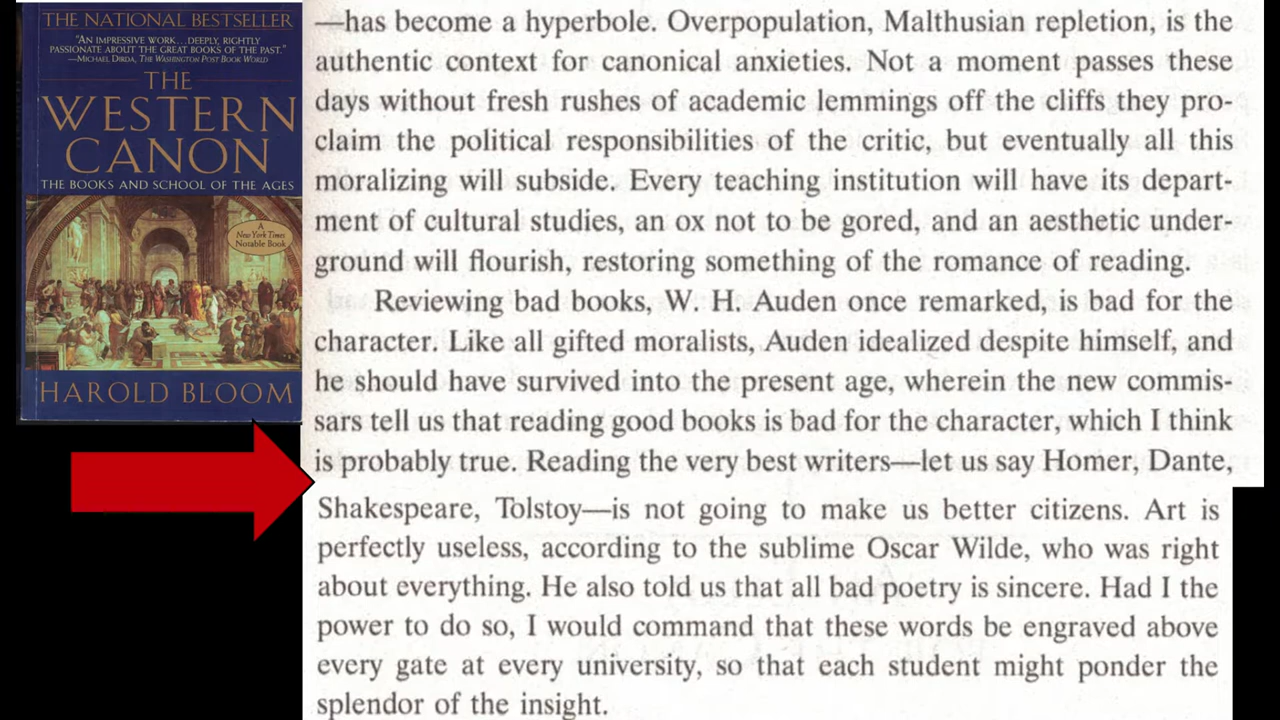 THE NATIONAL BESTSELLER
"AN IMPRESSIVE WORK...DEEPLY, RIGHTLY
PASSIONATE ABOUT THE GREAT BOOKS OF THE PAST."
—MICHAEL DIRDA, THE WASHINGTON POST BOOK WORLD
THE
WESTERN
CANON
THE BOOKS AND SCHOOL OF THE AGES
A
New York Times
Notable Book
HAROLD BLOOM
—has become a hyperbole. Overpopulation, Malthusian repletion, is the
authentic context for canonical anxieties. Not a moment passes these
days without fresh rushes of academic lemmings off the cliffs they pro-
claim the political responsibilities of the critic, but eventually all this
moralizing will subside. Every teaching institution will have its depart-
ment of cultural studies, an ox not to be gored, and an aesthetic under-
ground will flourish, restoring something of the romance of reading.
Reviewing bad books, W. H. Auden once remarked, is bad for the
character. Like all gifted moralists, Auden idealized despite himself, and
he should have survived into the present age, wherein the new commis-
sars tell us that reading good books is bad for the character, which I think
is probably true. Reading the very best writers—let us say Homer, Dante,
Shakespeare, Tolstoy—is not going to make us better citizens. Art is
perfectly useless, according to the sublime Oscar Wilde, who was right
about everything. He also told us that all bad poetry is sincere. Had I the
power to do so, I would command that these words be engraved above
every gate at every university, so that each student might ponder the
splendor of the insight.